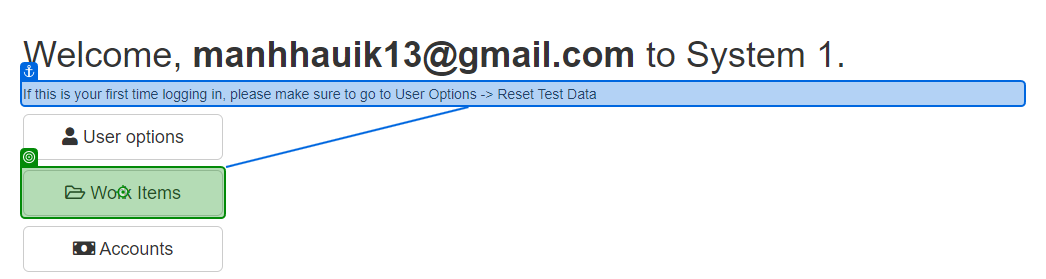 Welcome, manhhauik13@gmail.com to System 1.
If this is your first time logging in, please make sure to go to User Options -> Reset Test Data
User options
Work Items
Accounts